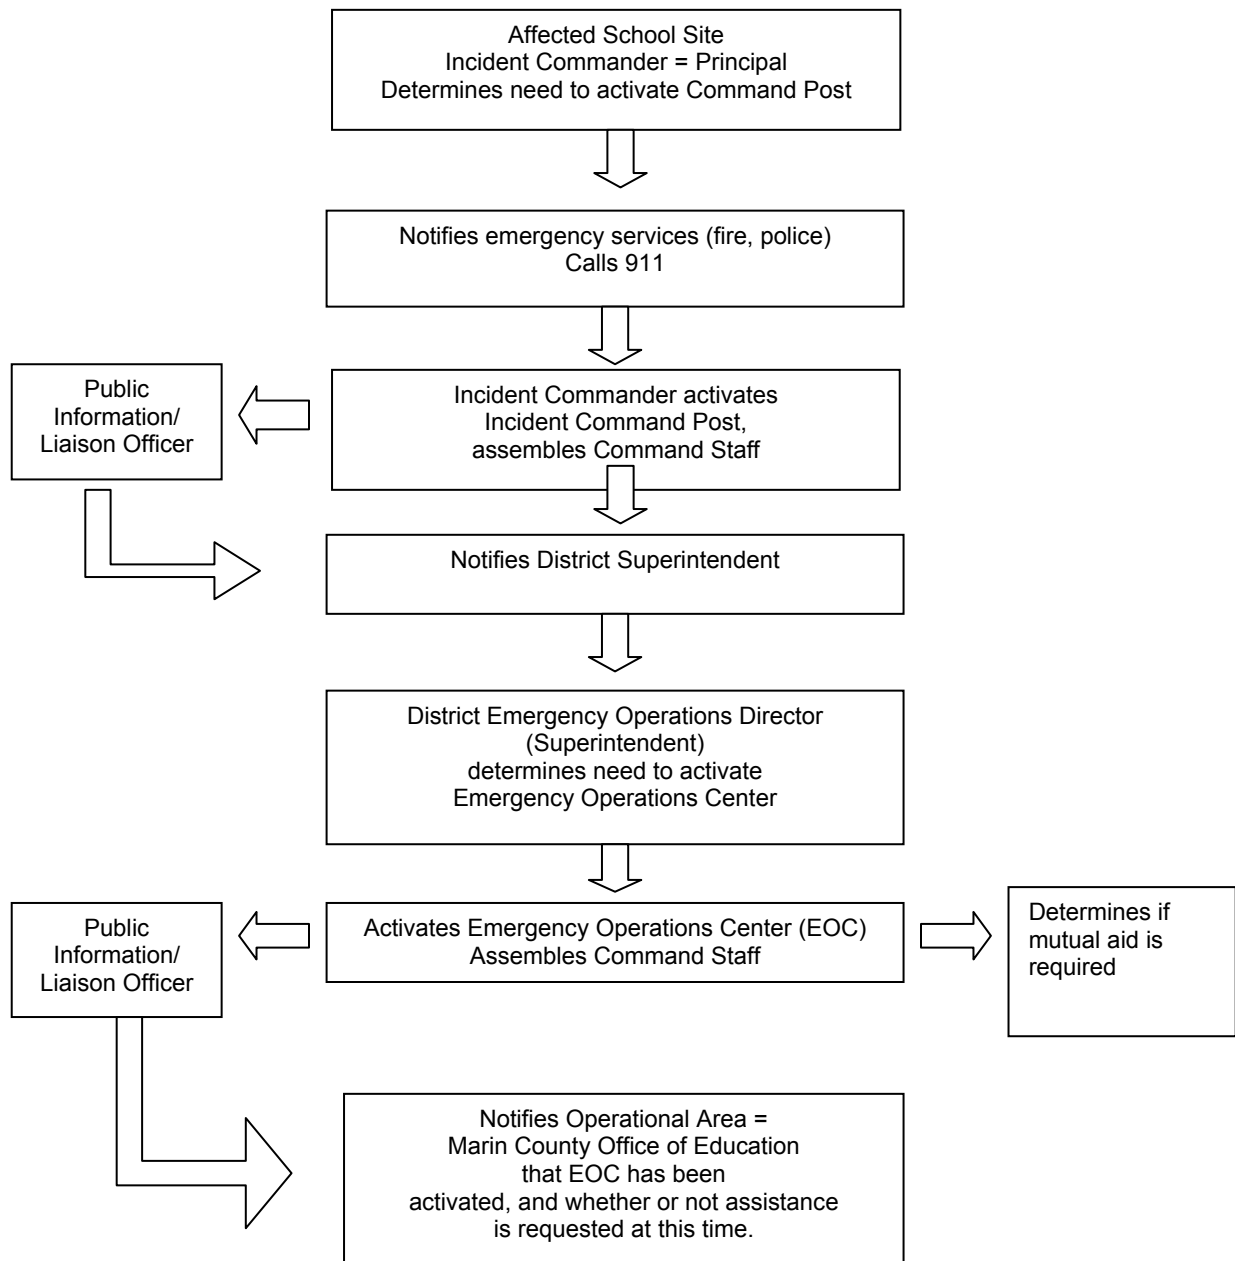 Affected School Site
Incident Commander = Principal
Determines need to activate Command Post
Notifies emergency services (fire, police)
Calls 911
Public
Information/
Liaison Officer
Incident Commander activates
Incident Command Post,
assembles Command Staff
Notifies District Superintendent
District Emergency Operations Director
(Superintendent)
determines need to activate
Emergency Operations Center
Public
Information/
Liaison Officer
Activates Emergency Operations Center (EOC)
Assembles Command Staff
Determines if
mutual aid is
required
Notifies Operational Area =
Marin County Office of Education
that EOC has been
activated, and whether or not assistance
is requested at this time.